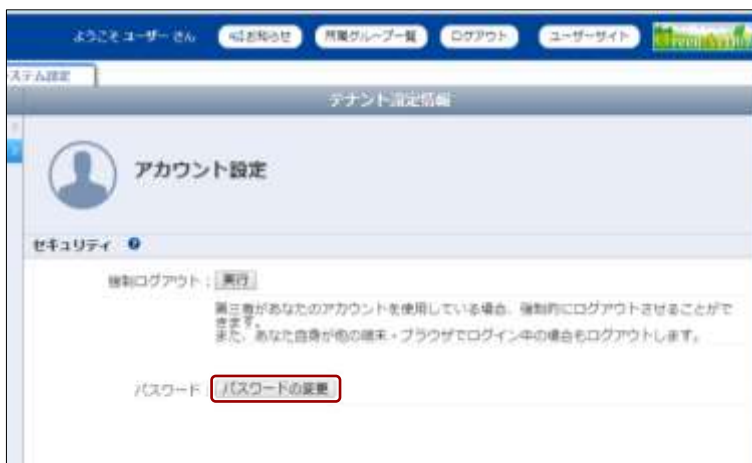 ようこそ ユーザー さん お知らせ 所属グループ一覧 ログアウト ユーザーサイト
ステム設定
テナント設定情報
アカウント設定
セキュリティ
強制ログアウト : 実行
第三者があなたのアカウントを使用している場合、強制的にログアウトさせることがで
きます。
また、あなた自身が他の端末・ブラウザでログイン中の場合もログアウトします。
パスワード : パスワードの変更